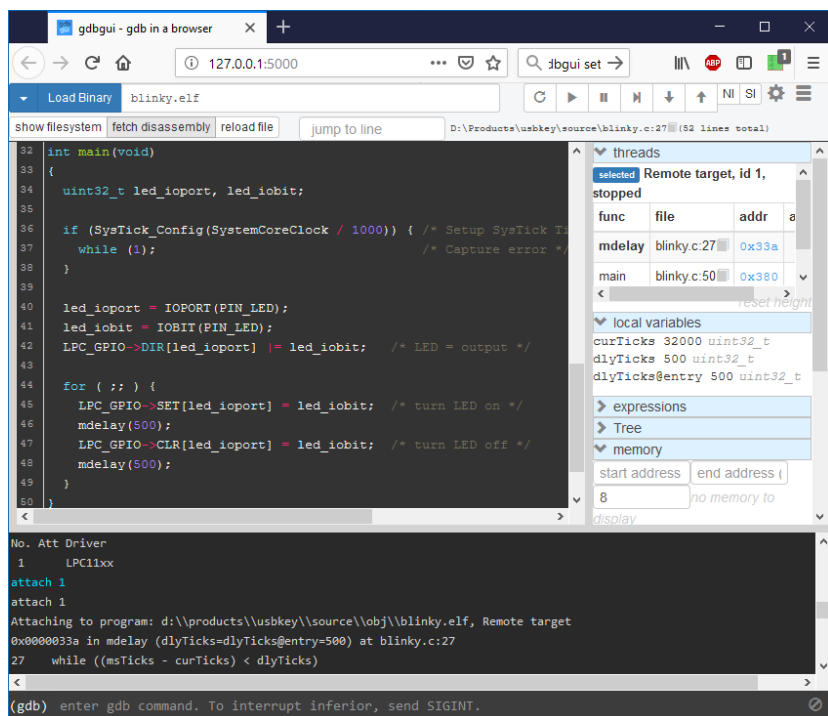 gdbgui - gdb in a browser
127.0.0.1:5000
dbgui set
ABP
1
Load Binary blinky.elf
NI SI
show filesystem fetch disassembly reload file jump to line D:\Products\usbkey\source\blinky.c:27 (52 lines total)
32 int main(void)
33 {
34 uint32_t led_ioport, led_iobit;
35
36 if (SysTick_Config(SystemCoreClock / 1000)) { /* Setup SysTick Ti
37 while (1); /* Capture error */
38 }
39
40 led_ioport = IOPORT(PIN_LED);
41 led_iobit = IOBIT(PIN_LED);
42 LPC_GPIO->DIR[led_ioport] |= led_iobit; /* LED = output */
43
44 for ( ;; ) {
45 LPC_GPIO->SET[led_ioport] = led_iobit; /* turn LED on */
46 mdelay(500);
47 LPC_GPIO->CLR[led_ioport] = led_iobit; /* turn LED off */
48 mdelay(500);
49 }
50 }
threads
selected Remote target, id 1,
stopped
func file addr a
mdelay blinky.c:27 0x33a
main blinky.c:50 0x380
reset height
local variables
curTicks 32000 uint32_t
dlyTicks 500 uint32_t
dlyTicks@entry 500 uint32_t
expressions
Tree
memory
start address end address (
8 no memory to
display
No. Att Driver
1 LPC11xx
attach 1
attach 1
Attaching to program: d:\\products\\usbkey\\source\\obj\\blinky.elf, Remote target
0x0000033a in mdelay (dlyTicks=dlyTicks@entry=500) at blinky.c:27
27 while ((msTicks - curTicks) < dlyTicks)
(gdb) enter gdb command. To interrupt inferior, send SIGINT.